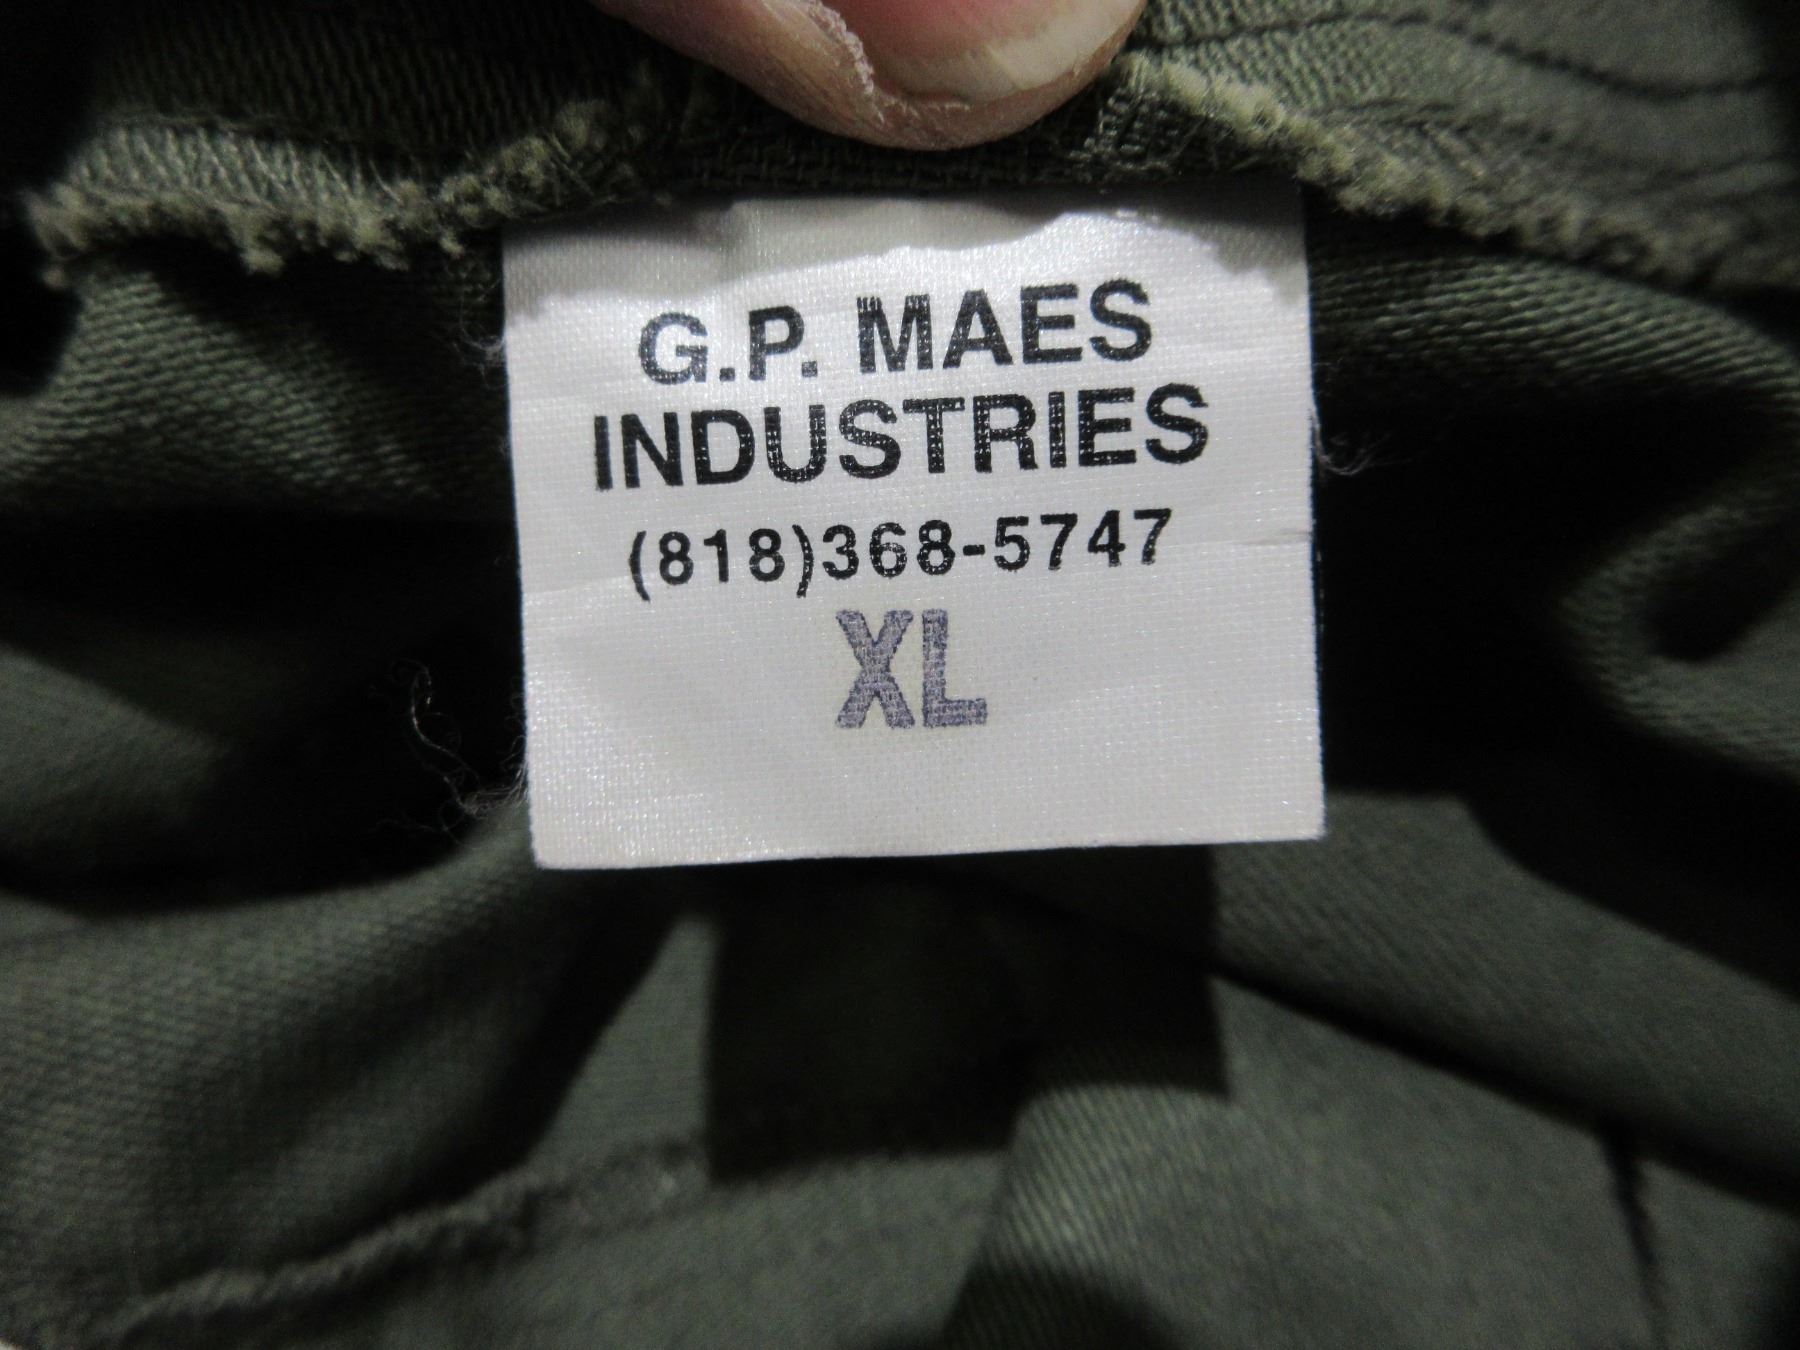 G.P. MAES
INDUSTRIES
(818)368-5747
XL